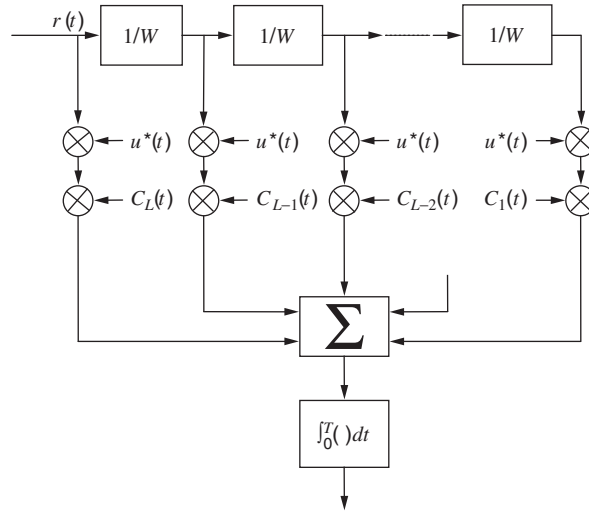 r(t) 1/W 1/W 1/W
u*(t) u*(t) u*(t) u*(t)
C_L(t) C_{L–1}(t) C_{L–2}(t) C_1(t)
Σ
∫_0^T( )dt